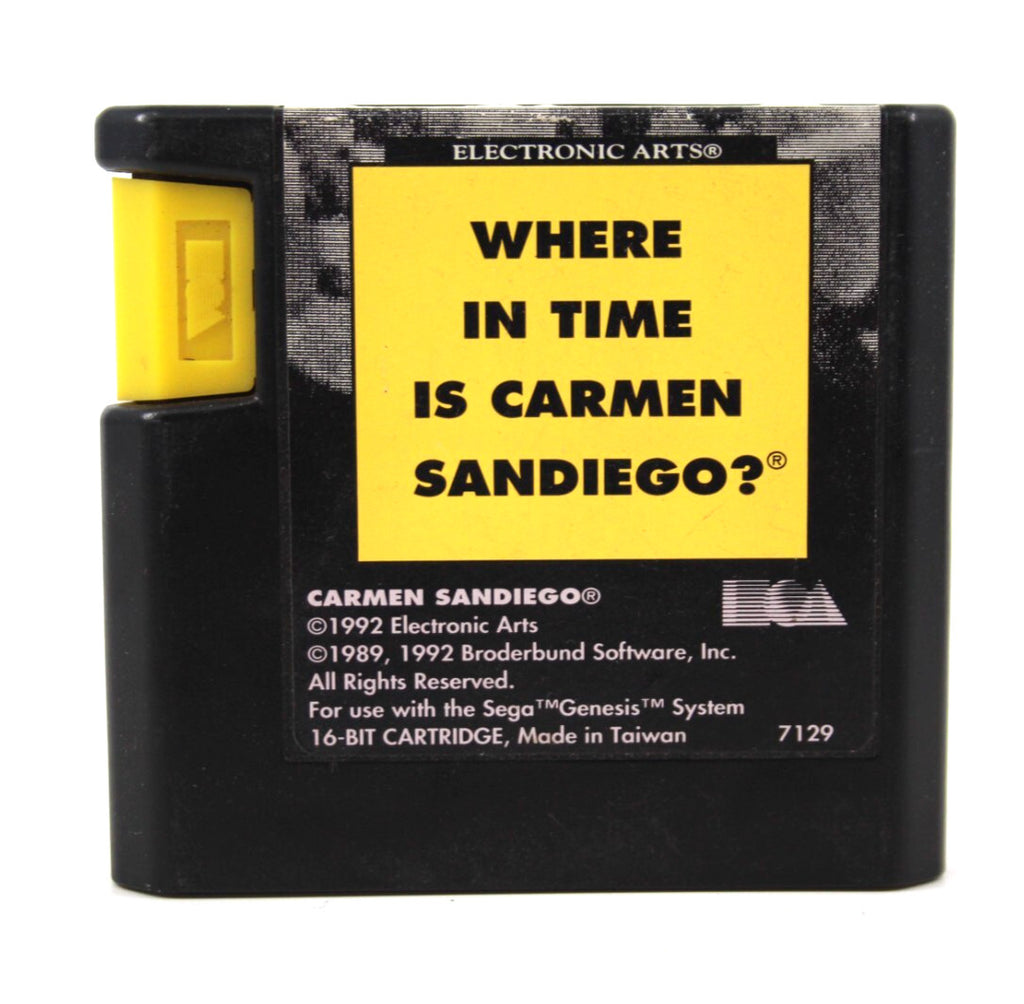 ELECTRONIC ARTS®
WHERE
IN TIME
IS CARMEN
SANDIEGO?®
CARMEN SANDIEGO®
EA
©1992 Electronic Arts
©1989, 1992 Broderbund Software, Inc.
All Rights Reserved.
For use with the Sega™Genesis™ System
16-BIT CARTRIDGE, Made in Taiwan 7129